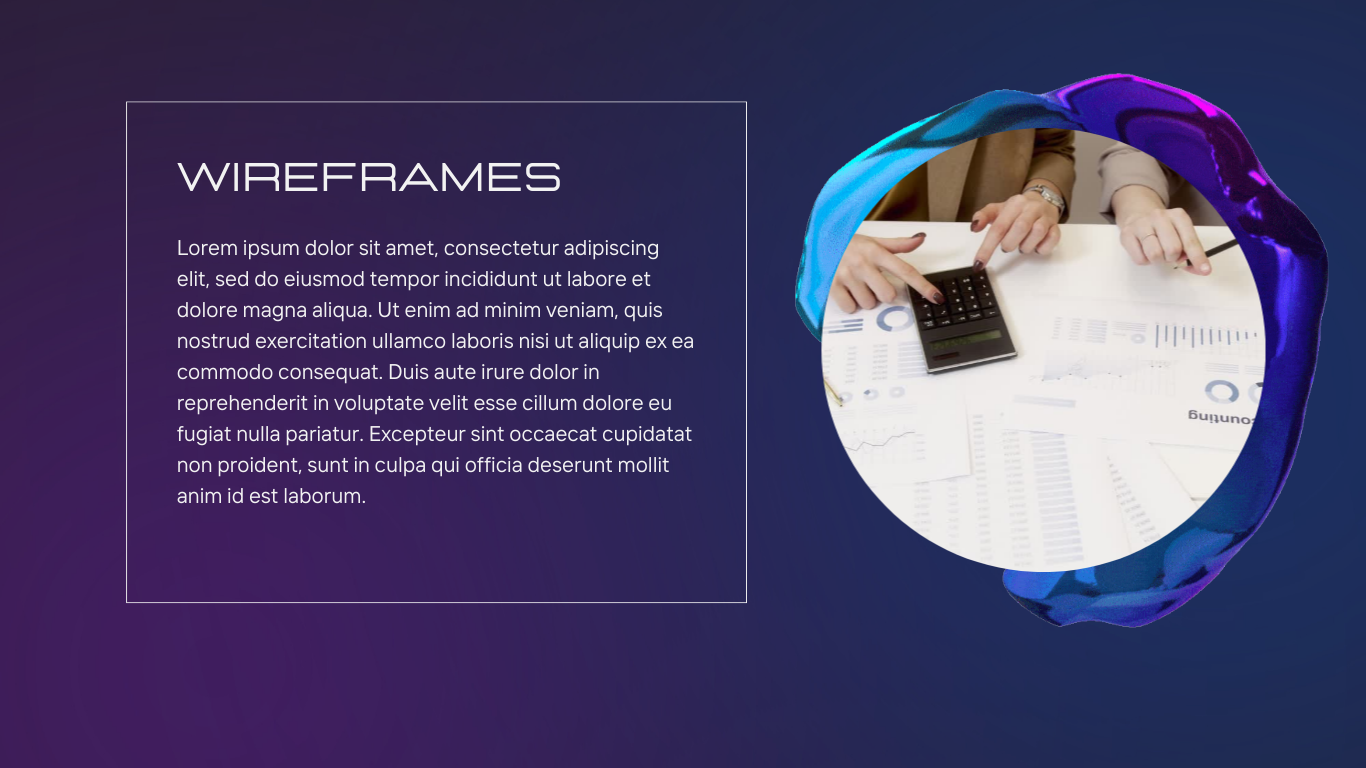 WIREFRAMES
Lorem ipsum dolor sit amet, consectetur adipiscing
elit, sed do eiusmod tempor incididunt ut labore et
dolore magna aliqua. Ut enim ad minim veniam, quis
nostrud exercitation ullamco laboris nisi ut aliquip ex ea
commodo consequat. Duis aute irure dolor in
reprehenderit in voluptate velit esse cillum dolore eu
fugiat nulla pariatur. Excepteur sint occaecat cupidatat
non proident, sunt in culpa qui officia deserunt mollit
anim id est laborum.
counting